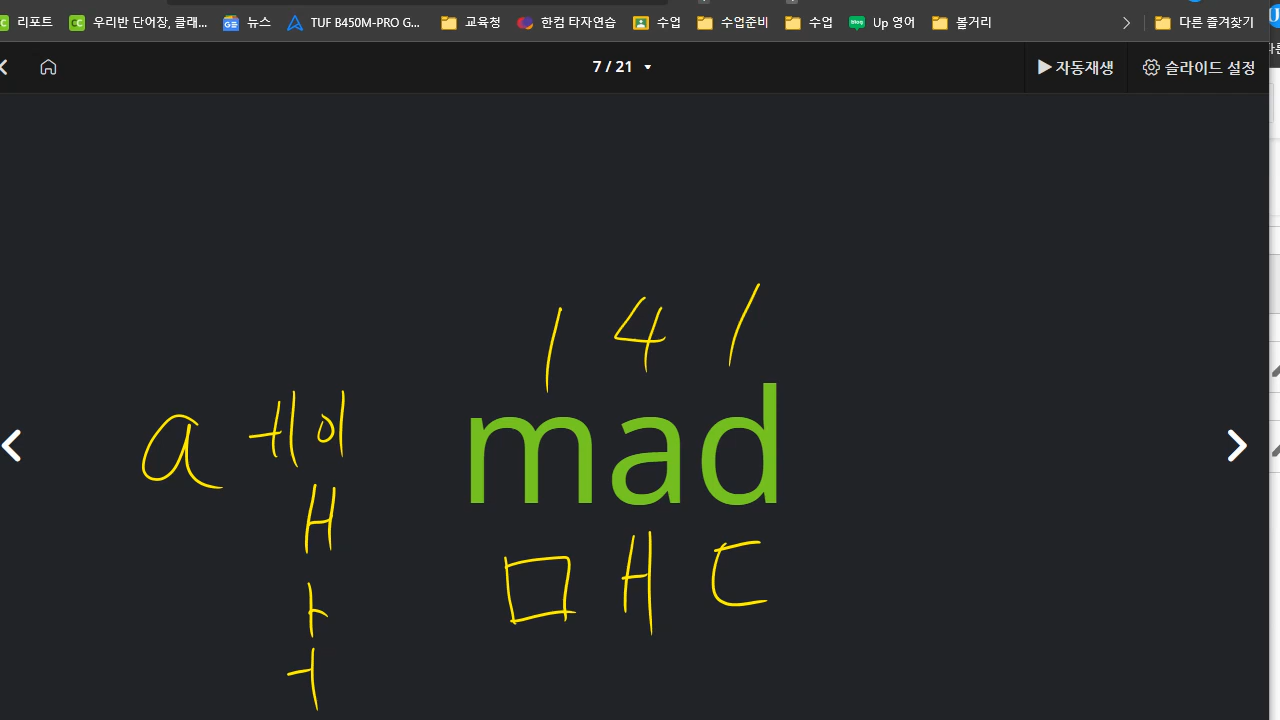 리포트 우리반 단어장, 클래... 뉴스 TUF B450M-PRO G... 교육청 한컴 타자연습 수업 수업준비 수업 Up 영어 볼거리 다른 즐겨찾기
7 / 21 자동재생 슬라이드 설정
1 4 1
mad
a ㅔ이
ㅐ
ㅏ
ㅓ
ㅁ ㅐ ㄷ